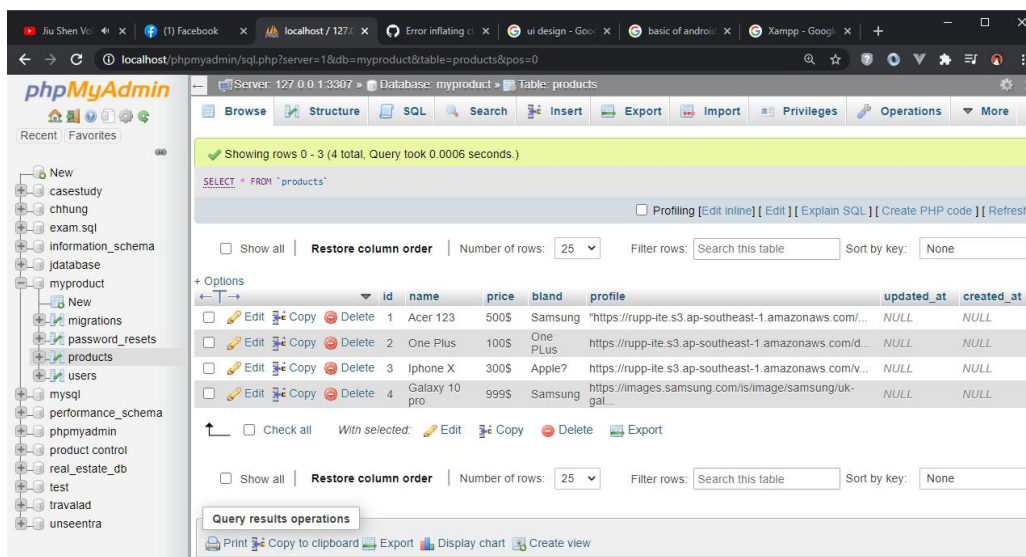 Jiu Shen Vo
(1) Facebook
localhost / 127.0
Error inflating cl
ui design - Goo
basic of android
Xampp - Googl
localhost/phpmyadmin/sql.php?server=1&db=myproduct&table=products&pos=0
phpMyAdmin
Recent Favorites
New
casestudy
chhung
exam.sql
information_schema
jdatabase
myproduct
New
migrations
password_resets
products
users
mysql
performance_schema
phpmyadmin
product control
real_estate_db
test
travalad
unseentra
Server: 127.0.0.1:3307 » Database: myproduct » Table: products
Browse Structure SQL Search Insert Export Import Privileges Operations More
Showing rows 0 - 3 (4 total, Query took 0.0006 seconds.)
SELECT * FROM `products`
Profiling [Edit inline] [ Edit ] [ Explain SQL ] [ Create PHP code ] [ Refresh
Show all | Restore column order | Number of rows: 25 Filter rows: Search this table Sort by key: None
+ Options
←T→ id name price bland profile updated_at created_at
Edit Copy Delete 1 Acer 123 500$ Samsung "https://rupp-ite.s3.ap-southeast-1.amazonaws.com/... NULL NULL
Edit Copy Delete 2 One Plus 100$ One PLus https://rupp-ite.s3.ap-southeast-1.amazonaws.com/d... NULL NULL
Edit Copy Delete 3 Iphone X 300$ Apple? https://rupp-ite.s3.ap-southeast-1.amazonaws.com/v... NULL NULL
Edit Copy Delete 4 Galaxy 10 pro 999$ Samsung https://images.samsung.com/is/image/samsung/uk-gal... NULL NULL
Check all With selected: Edit Copy Delete Export
Show all | Restore column order | Number of rows: 25 Filter rows: Search this table Sort by key: None
Query results operations
Print Copy to clipboard Export Display chart Create view